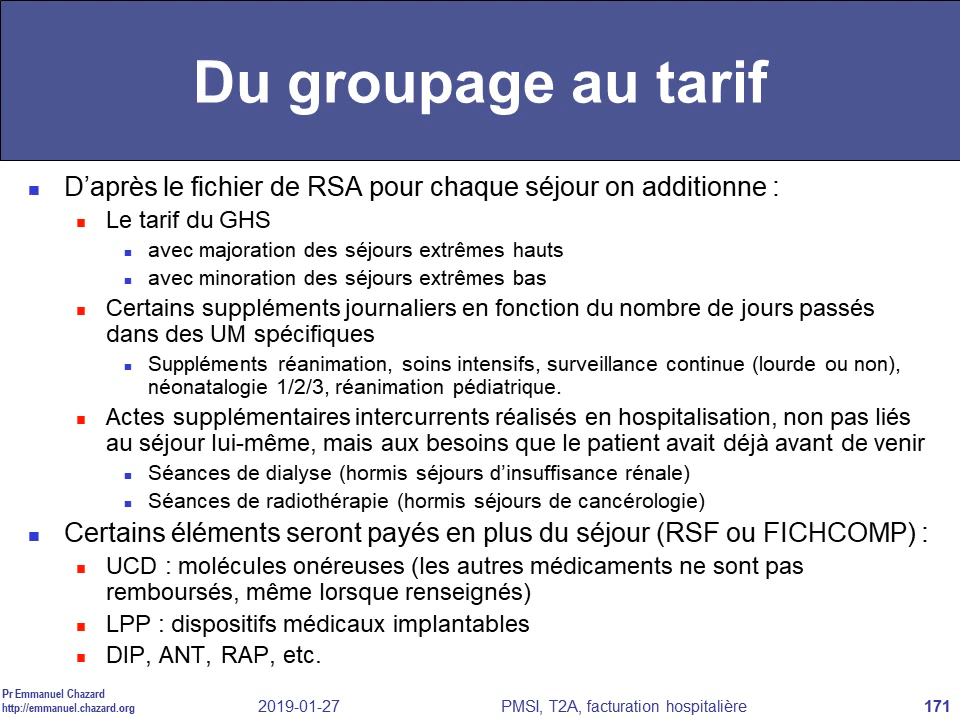 Du groupage au tarif
D’après le fichier de RSA pour chaque séjour on additionne :
Le tarif du GHS
avec majoration des séjours extrêmes hauts
avec minoration des séjours extrêmes bas
Certains suppléments journaliers en fonction du nombre de jours passés
dans des UM spécifiques
Suppléments réanimation, soins intensifs, surveillance continue (lourde ou non),
néonatalogie 1/2/3, réanimation pédiatrique.
Actes supplémentaires intercurrents réalisés en hospitalisation, non pas liés
au séjour lui-même, mais aux besoins que le patient avait déjà avant de venir
Séances de dialyse (hormis séjours d’insuffisance rénale)
Séances de radiothérapie (hormis séjours de cancérologie)
Certains éléments seront payés en plus du séjour (RSF ou FICHCOMP) :
UCD : molécules onéreuses (les autres médicaments ne sont pas
remboursés, même lorsque renseignés)
LPP : dispositifs médicaux implantables
DIP, ANT, RAP, etc.
Pr Emmanuel Chazard
http://emmanuel.chazard.org
2019-01-27
PMSI, T2A, facturation hospitalière
171